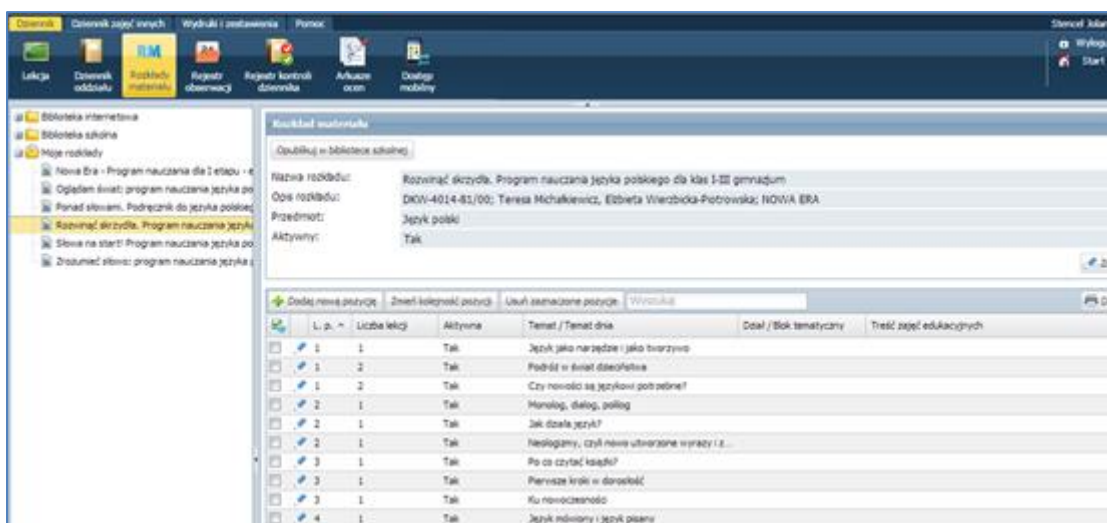 Dziennik Dziennik zajęć innych Wydruki i zestawienia Pomoc Stencel Jolan
Wylogu
Start
Lekcja Dziennik oddziału Rozkłady materiału Rejestr obserwacji Rejestr kontroli dziennika Arkusze ocen Dostęp mobilny
Biblioteka internetowa
Biblioteka szkolna
Moje rozkłady
Nowa Era - Program nauczania dla I etapu - e
Oglądam świat: program nauczania języka po
Ponad słowami. Podręcznik do języka polskieg
Rozwinąć skrzydła. Program nauczania języka
Słowa na start! Program nauczania języka po
Zrozumieć słowo: program nauczania języka p
Rozkład materiału
Opublikuj w bibliotece szkolnej
Nazwa rozkładu: Rozwinąć skrzydła. Program nauczania języka polskiego dla klas I-III gimnazjum
Opis rozkładu: DKW-4014-81/00; Teresa Michałkiewicz, Elżbieta Wierzbicka-Piotrowska; NOWA ERA
Przedmiot: Język polski
Aktywny: Tak
Dodaj nową pozycję Zmień kolejność pozycji Usuń zaznaczone pozycje Wyszukaj
L. p. Liczba lekcji Aktywna Temat / Temat dnia Dział / Blok tematyczny Treść zajęć edukacyjnych
1 1 Tak Język jako narzędzie i jako tworzywo
1 2 Tak Podróż w świat dzieciństwa
1 2 Tak Czy nowości są językowi potrzebne?
2 1 Tak Monolog, dialog, polilog
2 1 Tak Jak działa język?
2 1 Tak Neologizmy, czyli nowo utworzone wyrazy i z...
3 1 Tak Po co czytać książki?
3 1 Tak Pierwsze kroki w dorosłość
3 1 Tak Ku nowoczesności
4 1 Tak Język mówiony i język pisany